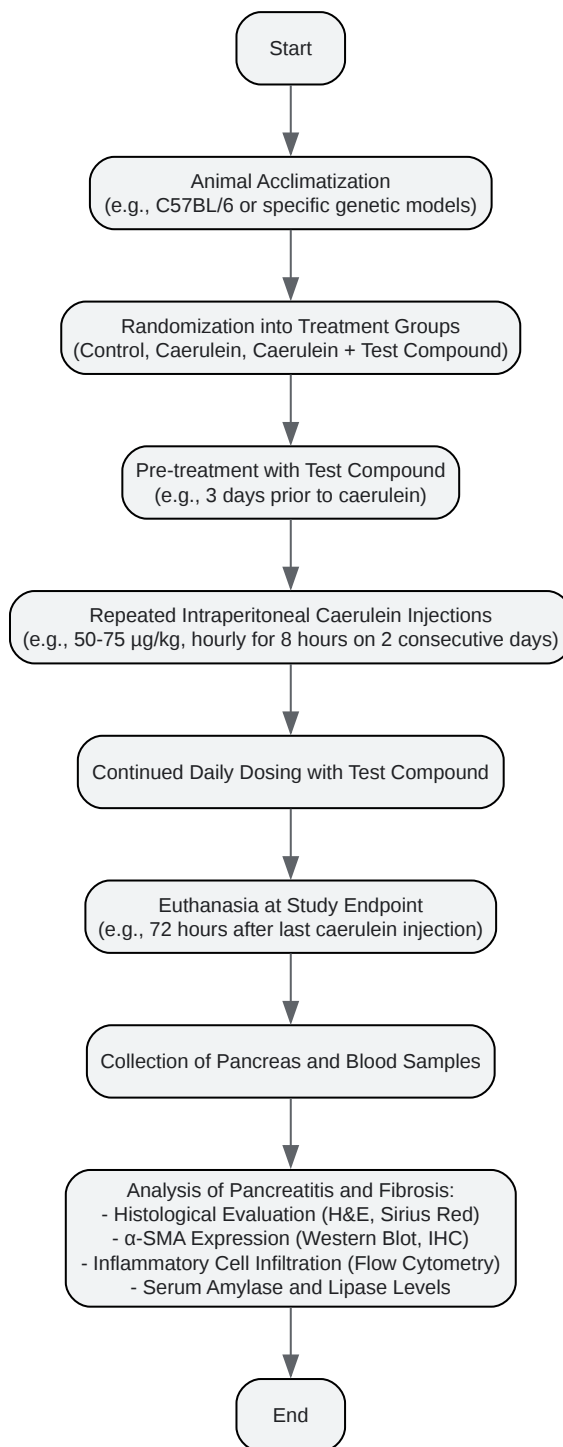 Start
Animal Acclimatization
(e.g., C57BL/6 or specific genetic models)
Randomization into Treatment Groups
(Control, Caerulein, Caerulein + Test Compound)
Pre-treatment with Test Compound
(e.g., 3 days prior to caerulein)
Repeated Intraperitoneal Caerulein Injections
(e.g., 50-75 µg/kg, hourly for 8 hours on 2 consecutive days)
Continued Daily Dosing with Test Compound
Euthanasia at Study Endpoint
(e.g., 72 hours after last caerulein injection)
Collection of Pancreas and Blood Samples
Analysis of Pancreatitis and Fibrosis:
- Histological Evaluation (H&E, Sirius Red)
- α-SMA Expression (Western Blot, IHC)
- Inflammatory Cell Infiltration (Flow Cytometry)
- Serum Amylase and Lipase Levels
End